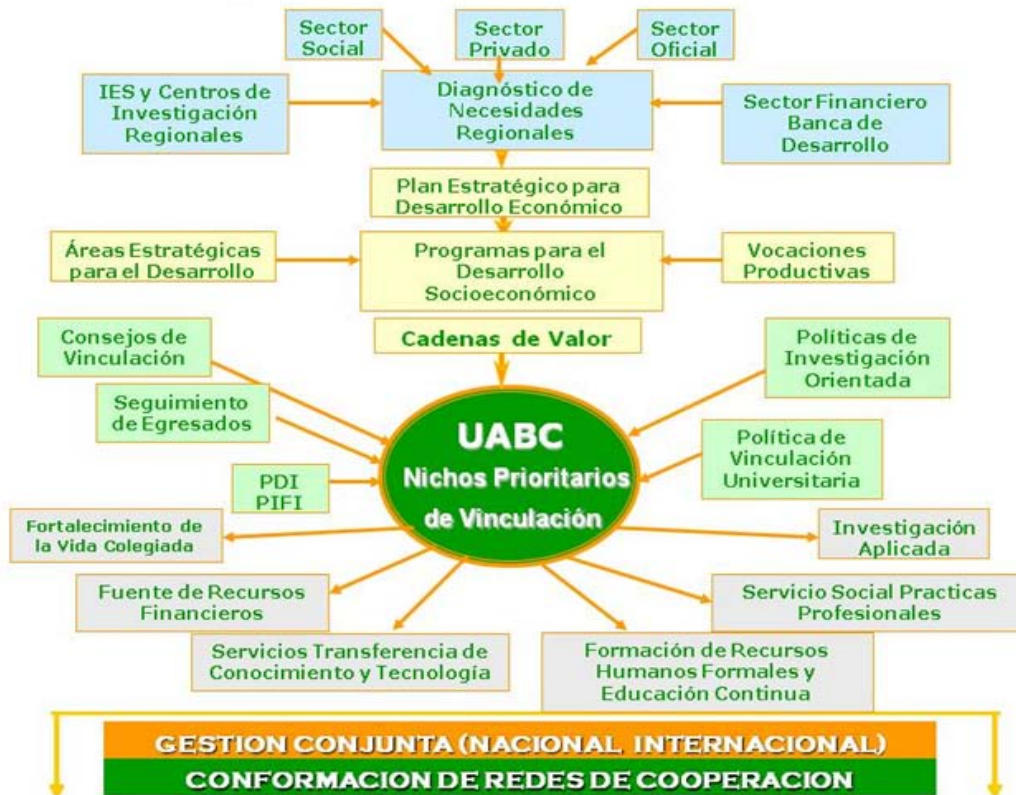 Sector
Social
Sector
Privado
Sector
Oficial
IES y Centros de
Investigación
Regionales
Diagnóstico de
Necesidades
Regionales
Sector Financiero
Banca de
Desarrollo
Plan Estratégico para
Desarrollo Económico
Áreas Estratégicas
para el Desarrollo
Programas para el
Desarrollo
Socioeconómico
Vocaciones
Productivas
Cadenas de Valor
Consejos de
Vinculación
Políticas de
Investigación
Orientada
Seguimiento
de Egresados
UABC
Nichos Prioritarios
de Vinculación
Política de
Vinculación
Universitaria
PDI
PIFI
Fortalecimiento de
la Vida Colegiada
Investigación
Aplicada
Fuente de Recursos
Financieros
Servicio Social Practicas
Profesionales
Servicios Transferencia de
Conocimiento y Tecnología
Formación de Recursos
Humanos Formales y
Educación Continua
GESTION CONJUNTA (NACIONAL INTERNACIONAL)
CONFORMACION DE REDES DE COOPERACION